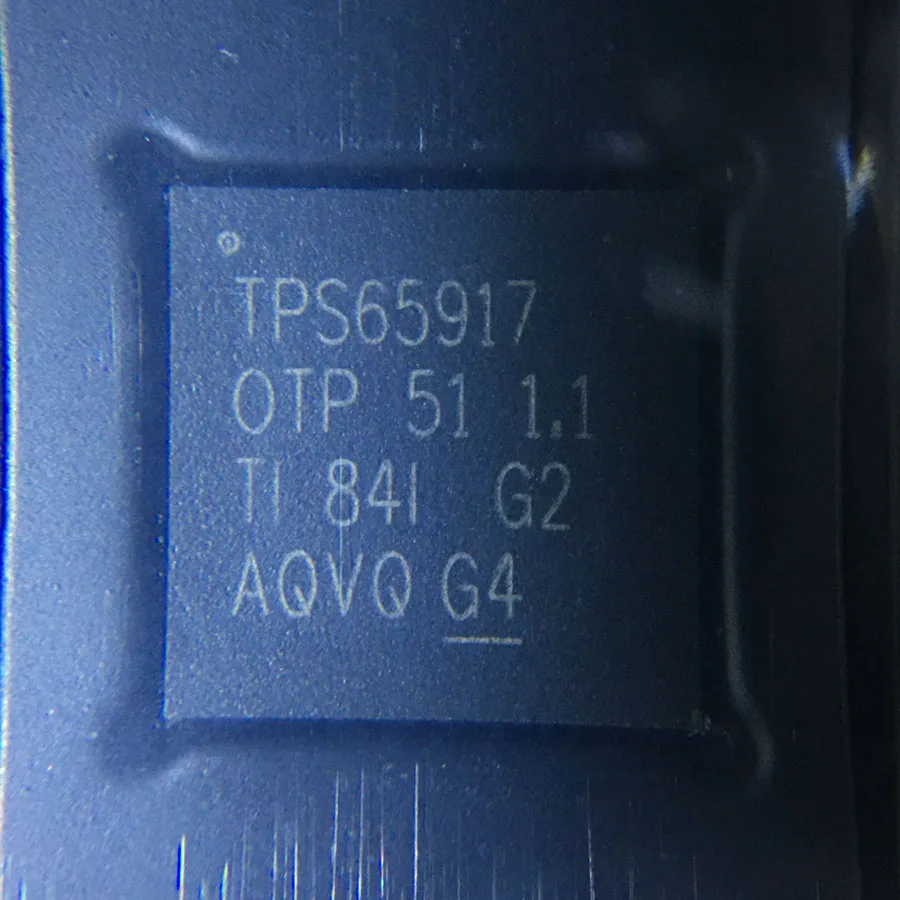 TPS65917
OTP 51 1.1
TI 84I G2
AQVQ G4